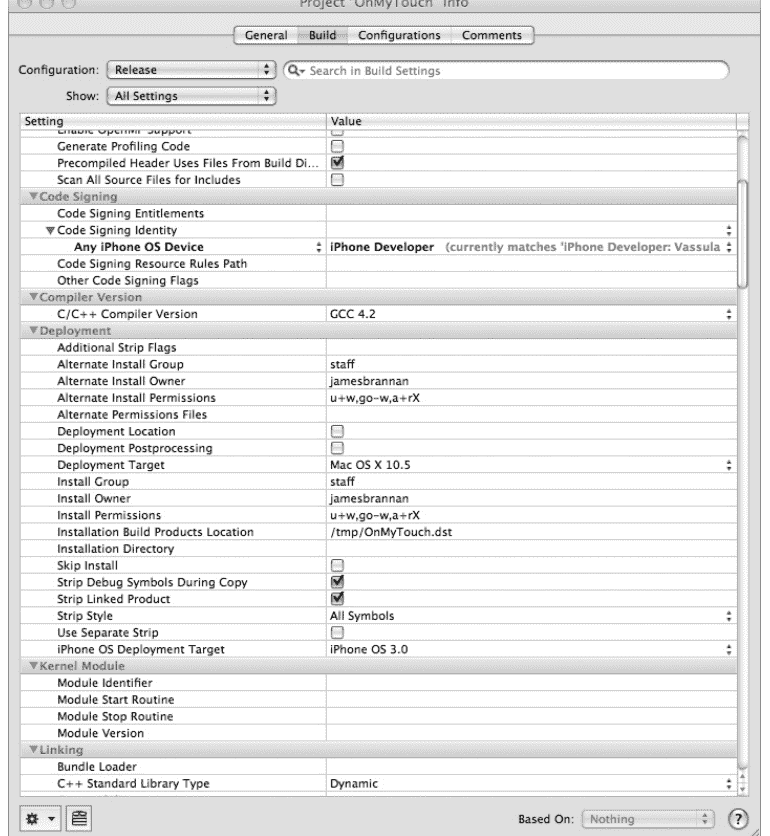 Project "OnMyTouch" Info
General Build Configurations Comments
Configuration: Release Search in Build Settings
Show: All Settings
Setting Value
Enable OpenMP Support
Generate Profiling Code
Precompiled Header Uses Files From Build Di...
Scan All Source Files for Includes
Code Signing
Code Signing Entitlements
Code Signing Identity
Any iPhone OS Device iPhone Developer (currently matches 'iPhone Developer: Vassula
Code Signing Resource Rules Path
Other Code Signing Flags
Compiler Version
C/C++ Compiler Version GCC 4.2
Deployment
Additional Strip Flags
Alternate Install Group staff
Alternate Install Owner jamesbrannan
Alternate Install Permissions u+w,go-w,a+rX
Alternate Permissions Files
Deployment Location
Deployment Postprocessing
Deployment Target Mac OS X 10.5
Install Group staff
Install Owner jamesbrannan
Install Permissions u+w,go-w,a+rX
Installation Build Products Location /tmp/OnMyTouch.dst
Installation Directory
Skip Install
Strip Debug Symbols During Copy
Strip Linked Product
Strip Style All Symbols
Use Separate Strip
iPhone OS Deployment Target iPhone OS 3.0
Kernel Module
Module Identifier
Module Start Routine
Module Stop Routine
Module Version
Linking
Bundle Loader
C++ Standard Library Type Dynamic
Based On: Nothing ?